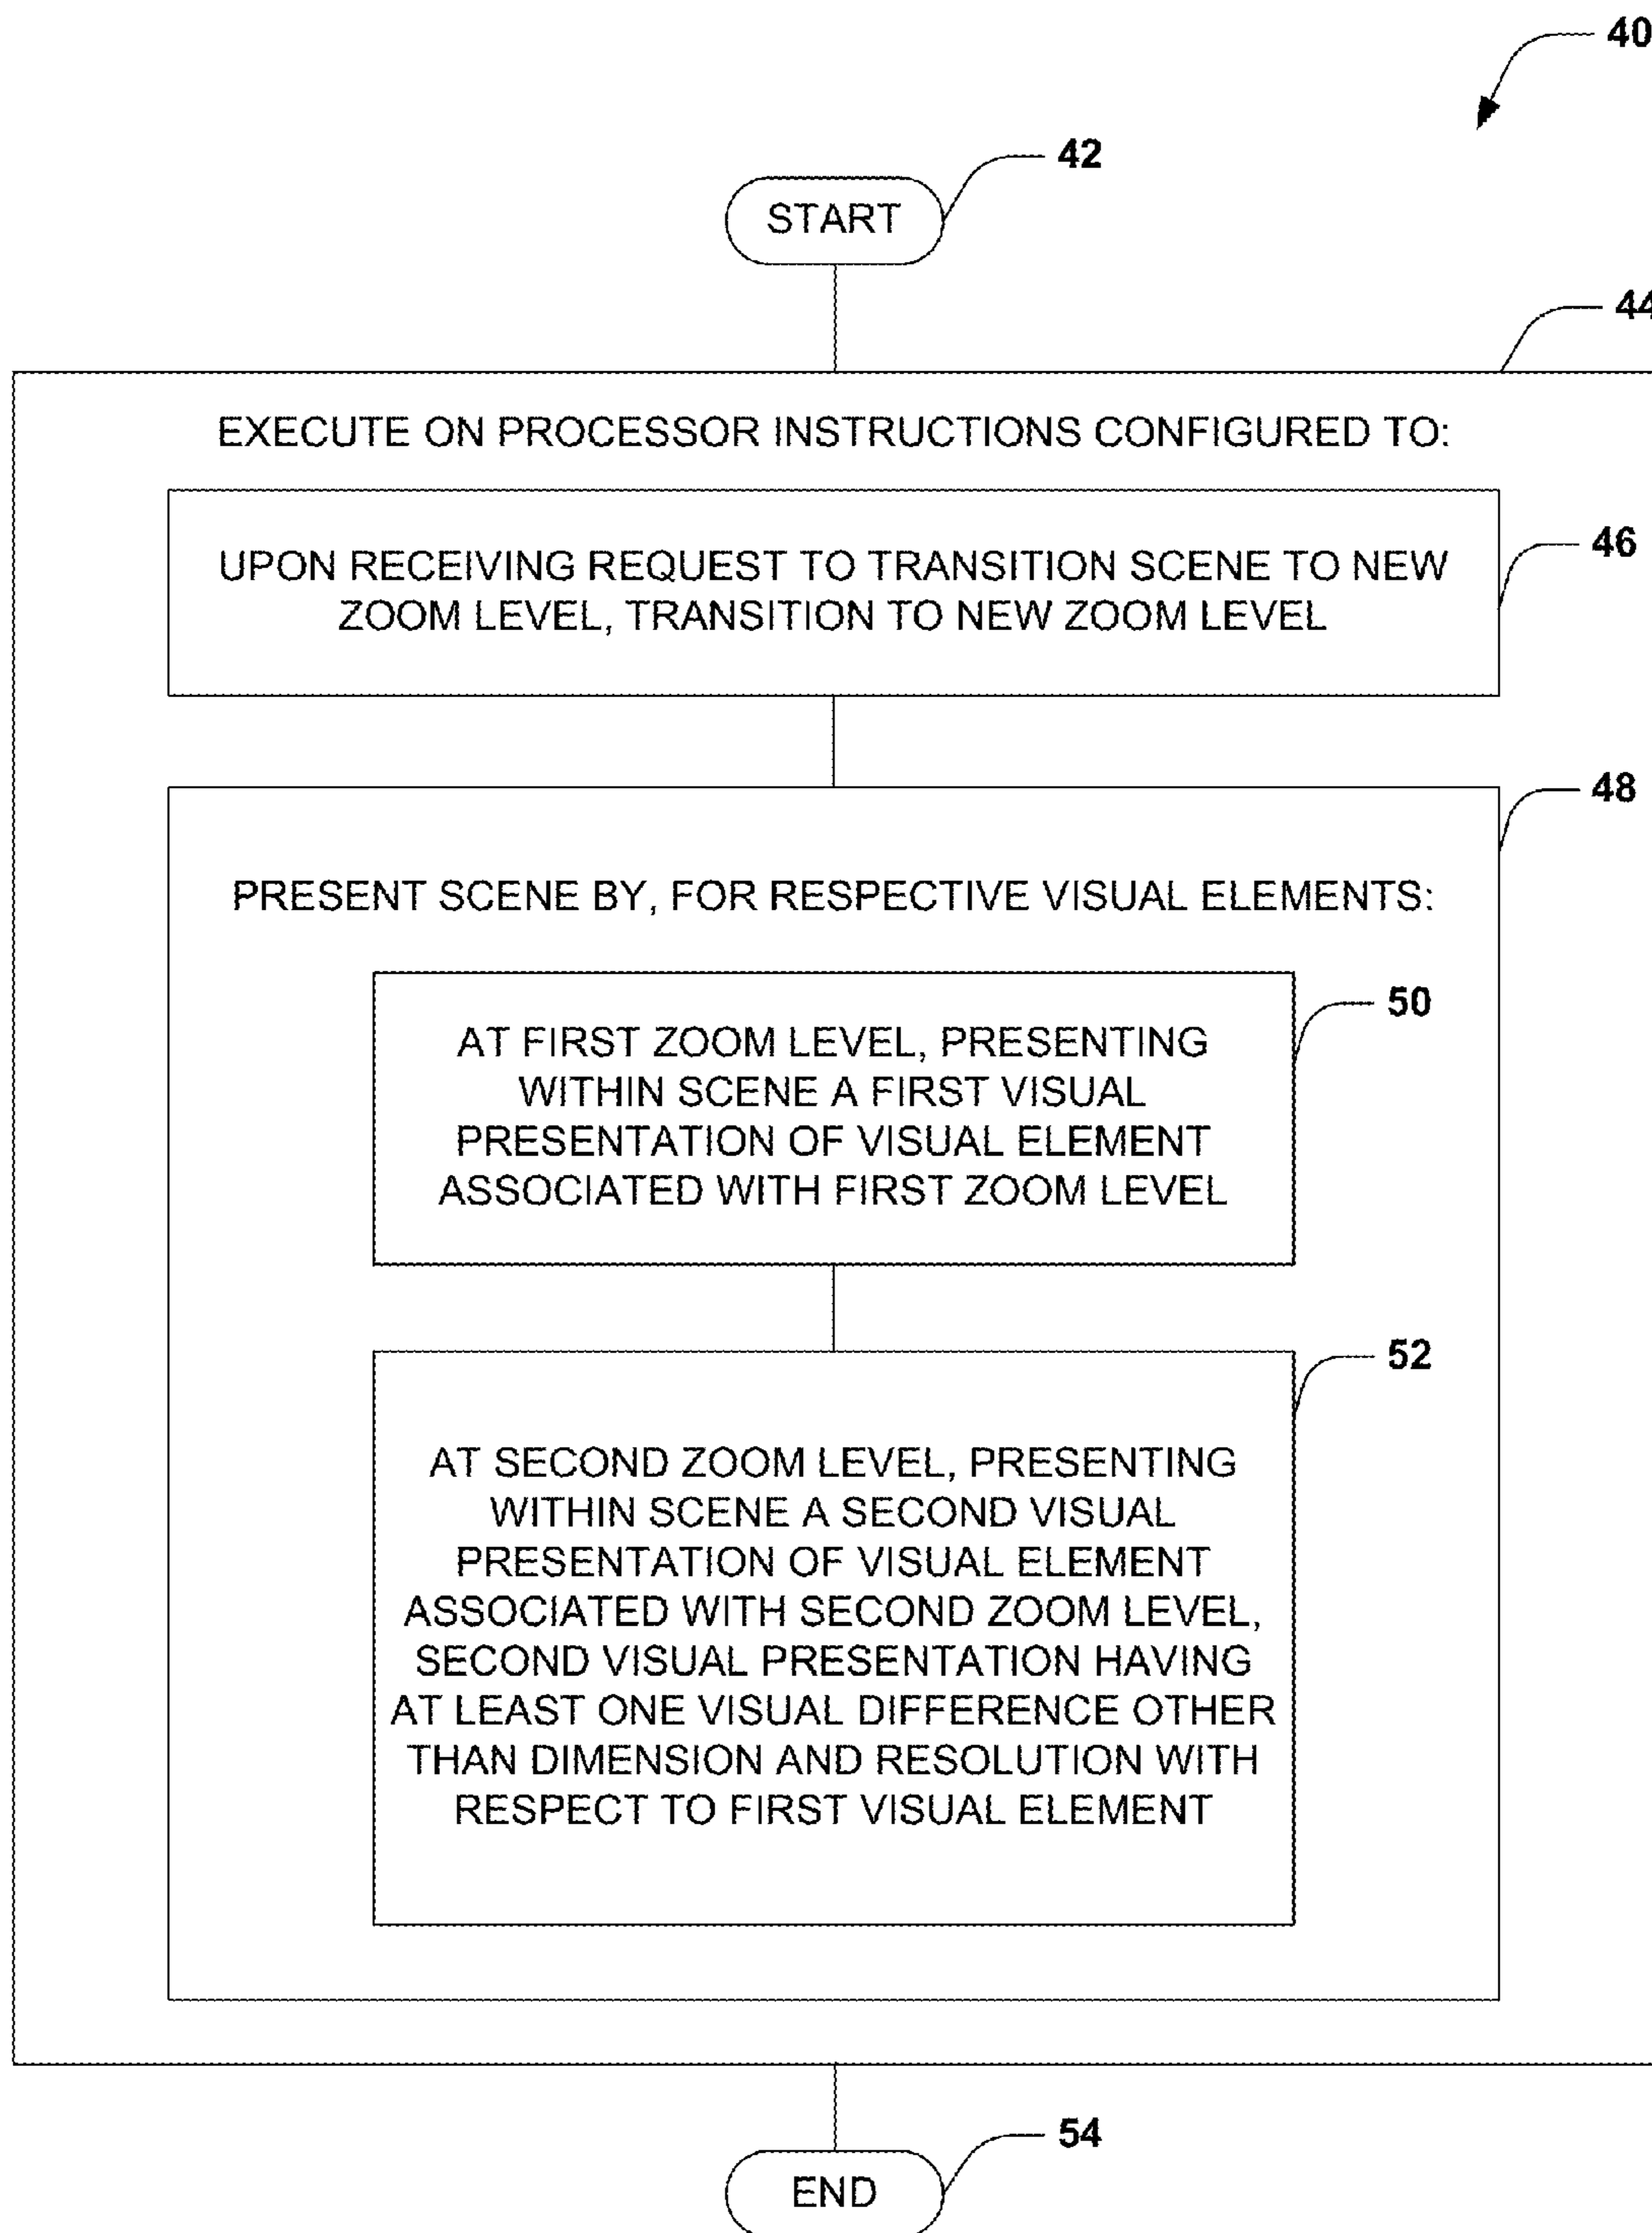 40
42
START
44
EXECUTE ON PROCESSOR INSTRUCTIONS CONFIGURED TO:
46
UPON RECEIVING REQUEST TO TRANSITION SCENE TO NEW
ZOOM LEVEL, TRANSITION TO NEW ZOOM LEVEL
48
PRESENT SCENE BY, FOR RESPECTIVE VISUAL ELEMENTS:
50
AT FIRST ZOOM LEVEL, PRESENTING
WITHIN SCENE A FIRST VISUAL
PRESENTATION OF VISUAL ELEMENT
ASSOCIATED WITH FIRST ZOOM LEVEL
52
AT SECOND ZOOM LEVEL, PRESENTING
WITHIN SCENE A SECOND VISUAL
PRESENTATION OF VISUAL ELEMENT
ASSOCIATED WITH SECOND ZOOM LEVEL,
SECOND VISUAL PRESENTATION HAVING
AT LEAST ONE VISUAL DIFFERENCE OTHER
THAN DIMENSION AND RESOLUTION WITH
RESPECT TO FIRST VISUAL ELEMENT
54
END